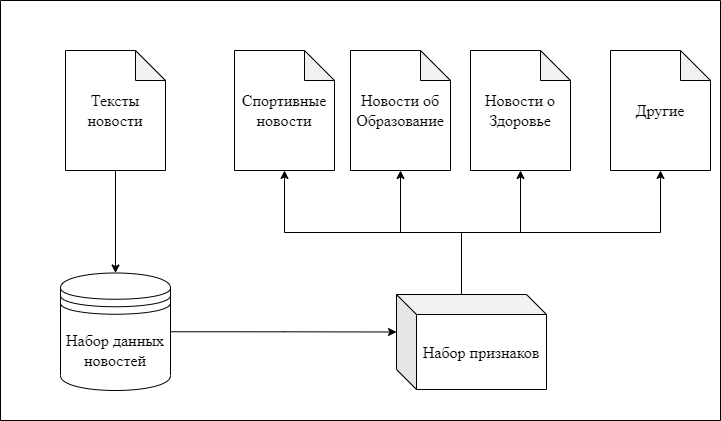 Тексты
новости
Спортивные
новости
Новости об
Образование
Новости о
Здоровье
Другие
Набор данных
новостей
Набор признаков